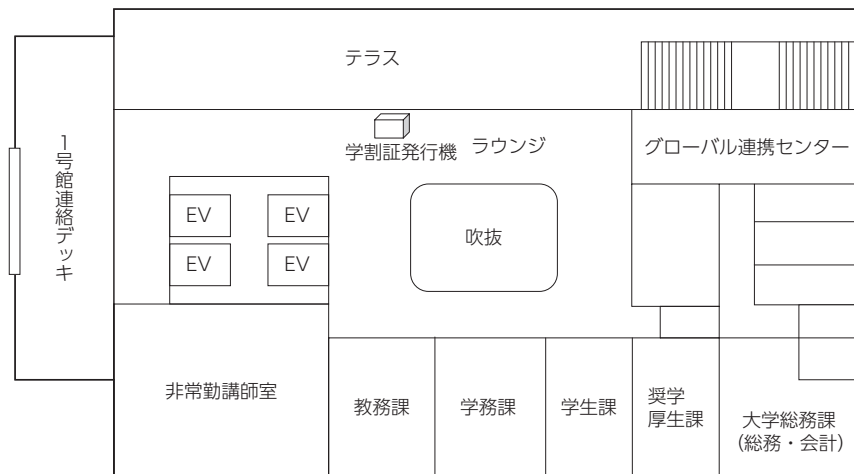 テラス
1号館連絡デッキ
学割証発行機
ラウンジ
グローバル連携センター
EV
EV
EV
EV
吹抜
非常勤講師室
教務課
学務課
学生課
奨学
厚生課
大学総務課
(総務・会計)